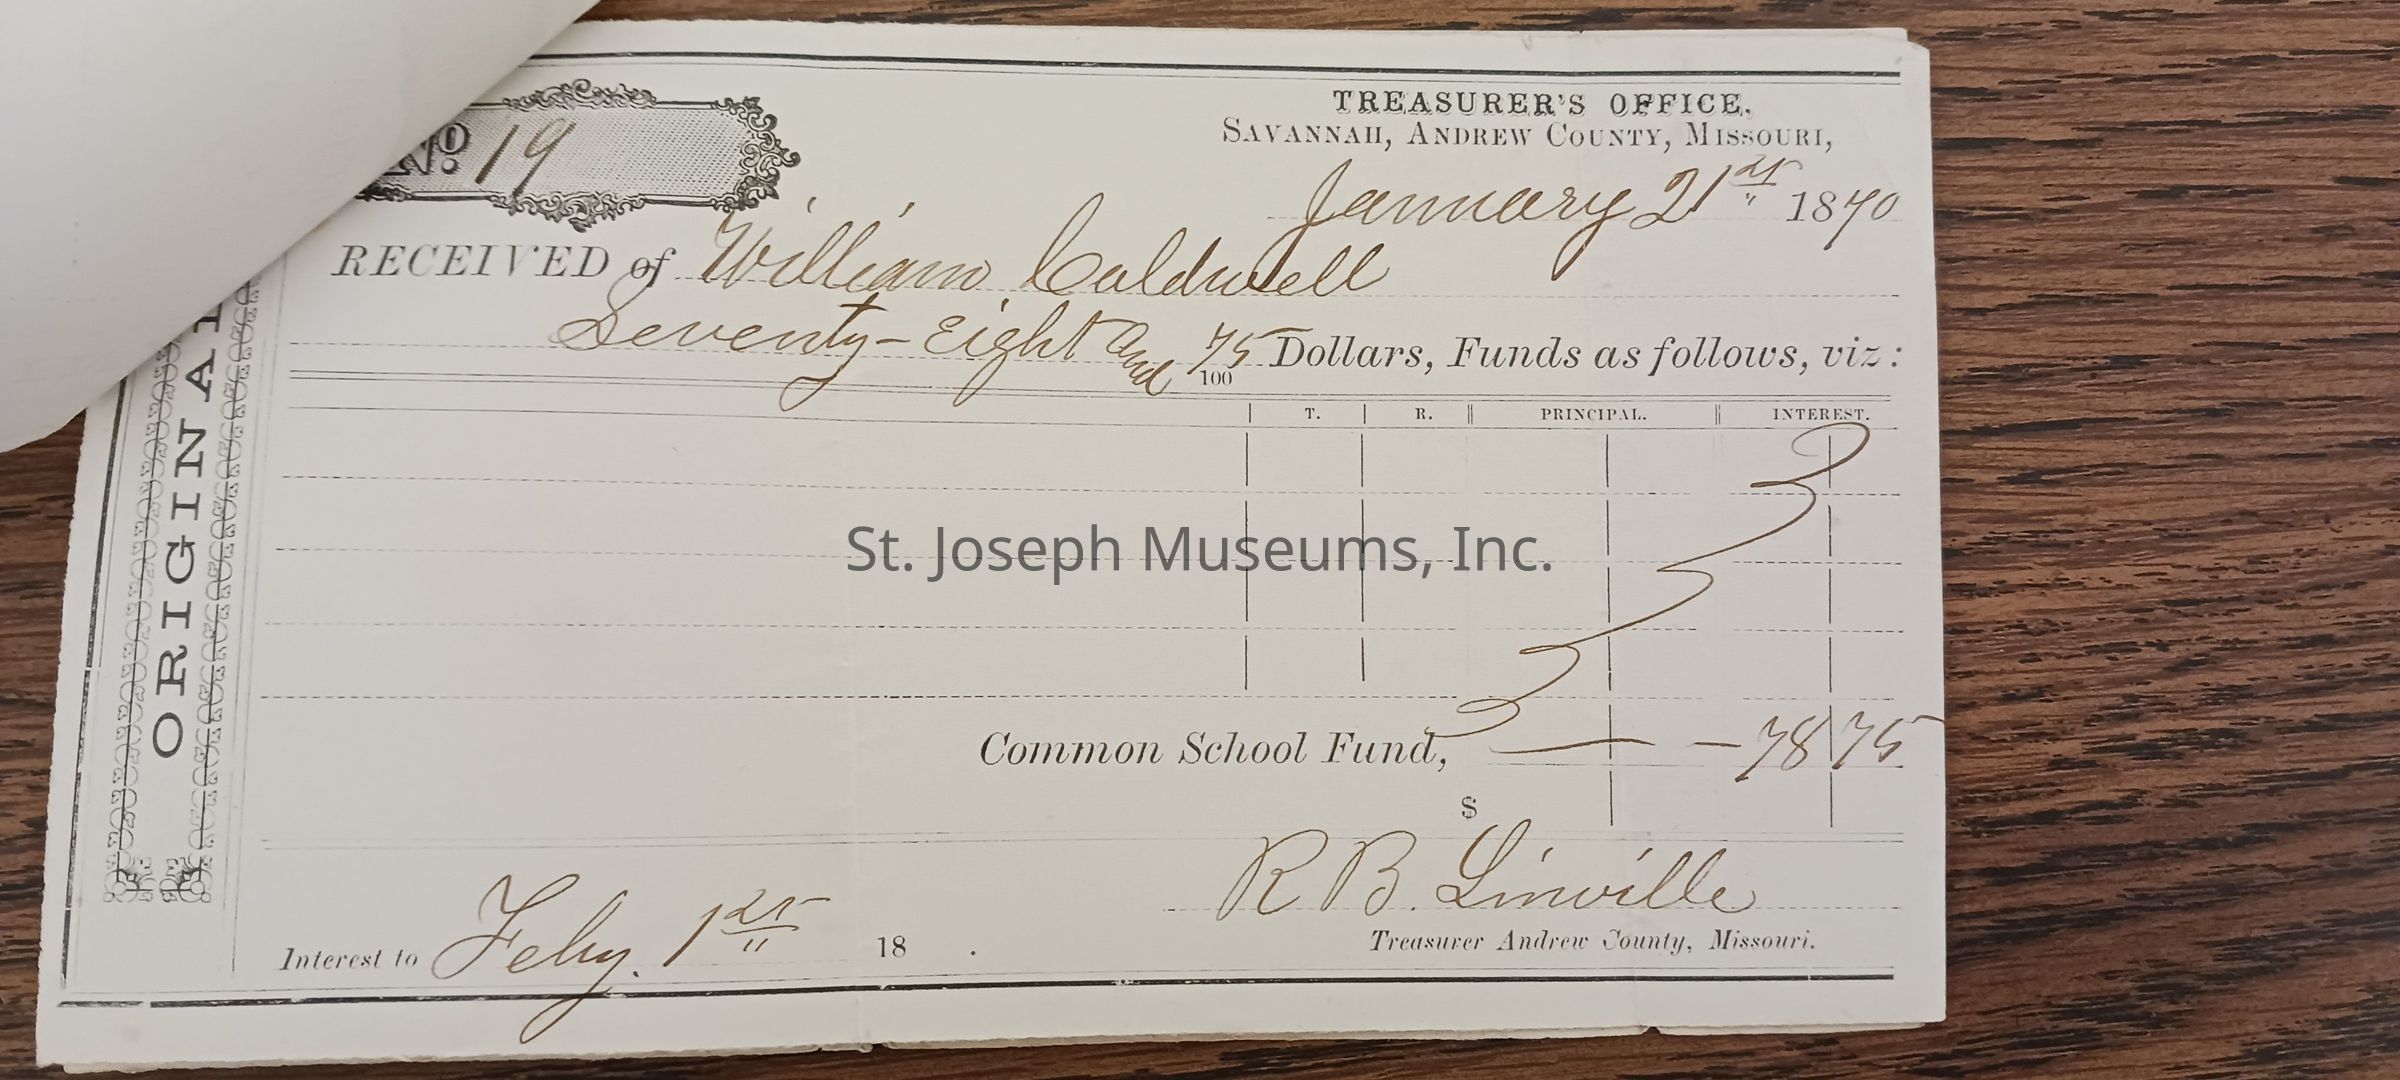 No. 19
TREASURER'S OFFICE.
SAVANNAH, ANDREW COUNTY, MISSOURI,
January 21st 1870
RECEIVED of William Caldwell
Seventy-Eight and 75/100 Dollars, Funds as follows, viz:
T. R. PRINCIPAL. INTEREST.
St. Joseph Museums, Inc.
Common School Fund, 78 75
$
R B. Linville
Treasurer Andrew County, Missouri.
Interest to Feby. 1st 18 .
ORIGINAL